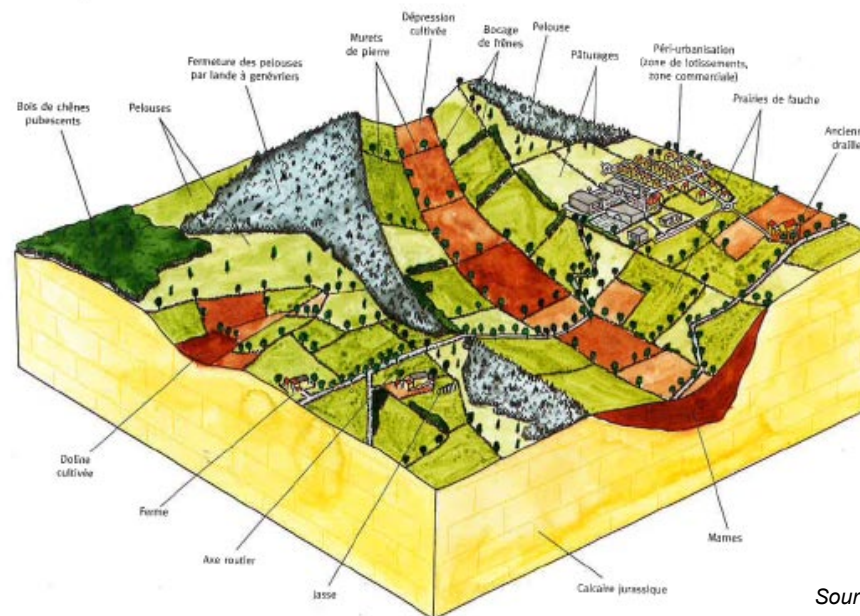 Dépression
cultivée
Bocage
de frênes
Pelouse
Murets
de pierre
Pâturages
Péri-urbanisation
(zone de lotissements,
zone commerciale)
Fermeture des pelouses
par lande à genévriers
Prairies de fauche
Bois de chênes
pubescents
Pelouses
Ancienne
draille
Doline
cultivée
Ferme
Axe routier
Jasse
Calcaire jurassique
Marnes